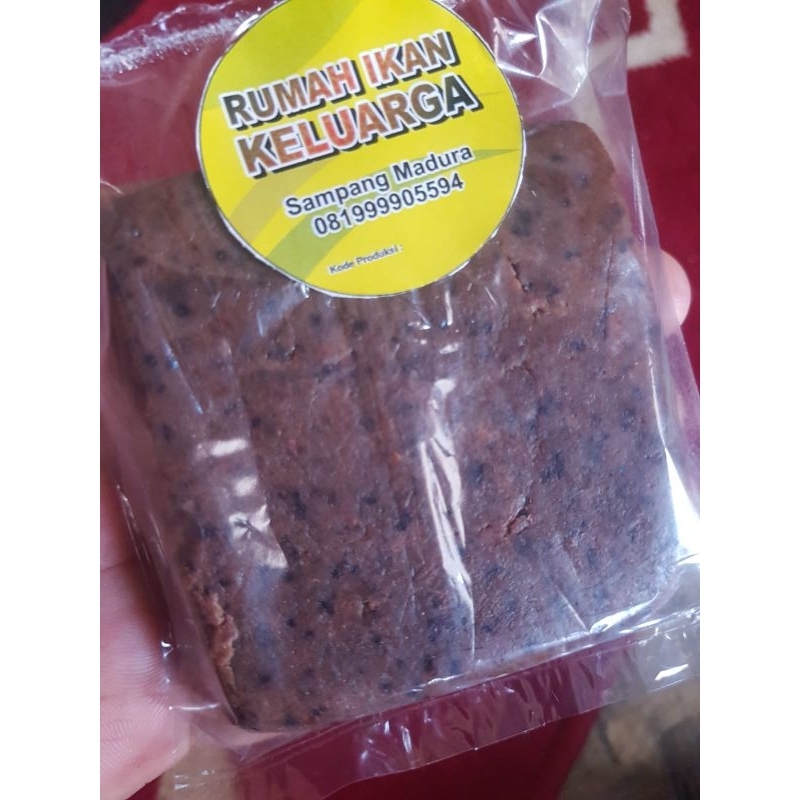 RUMAH IKAN
KELUARGA
Sampang Madura
081999905594
Kode Produksi :